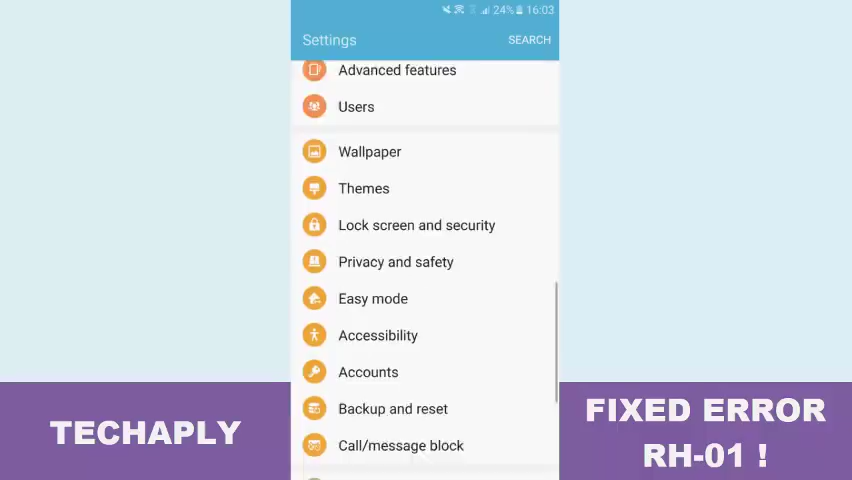 24% 16:03
Settings
SEARCH
Advanced features
Users
Wallpaper
Themes
Lock screen and security
Privacy and safety
Easy mode
Accessibility
Accounts
Backup and reset
Call/message block
TECHAPLY
FIXED ERROR
RH-01 !